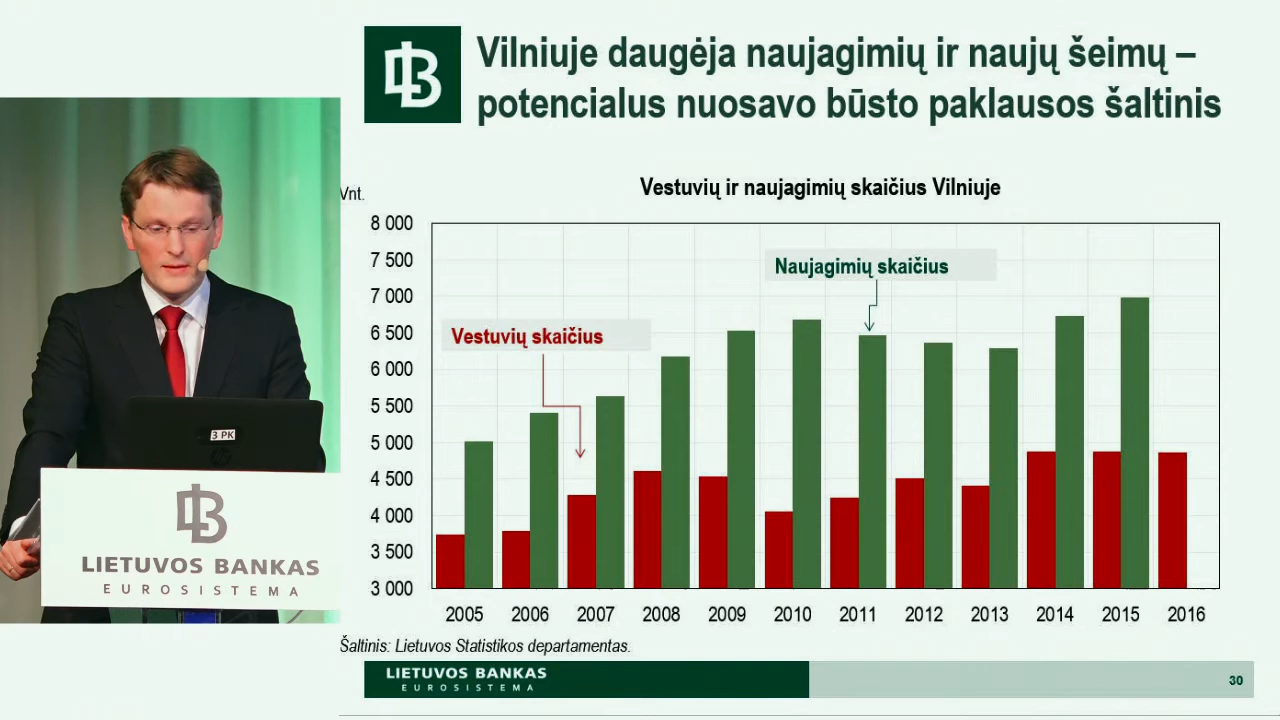 Vilniuje daugėja naujagimių ir naujų šeimų –
potencialus nuosavo būsto paklausos šaltinis
Vnt.
Vestuvių ir naujagimių skaičius Vilniuje
8 000
7 500
7 000
6 500
6 000
5 500
5 000
4 500
4 000
3 500
3 000
Naujagimių skaičius
Vestuvių skaičius
2005 2006 2007 2008 2009 2010 2011 2012 2013 2014 2015 2016
Šaltinis: Lietuvos Statistikos departamentas.
LIETUVOS BANKAS
EUROSISTEMA
30
3 PK
LIETUVOS BANKAS
EUROSISTEMA